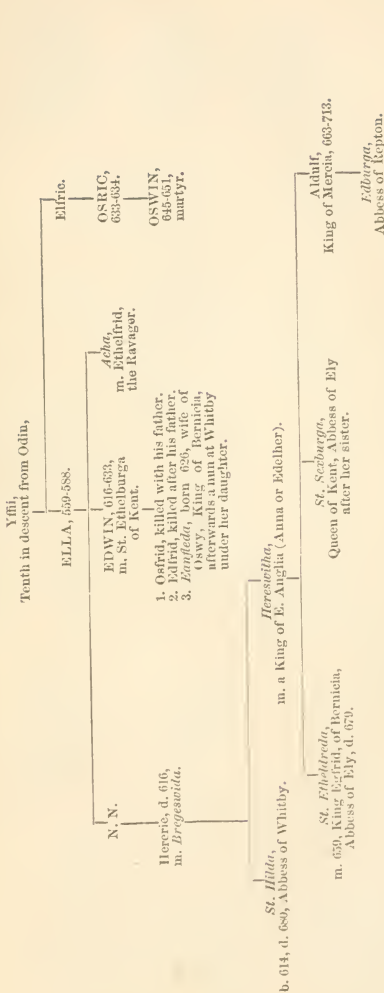 Yffi,
Tenth in descent from Odin,
ELLA, 559-588.
Elfric.
N. N.
EDWIN, 616-633,
m. St. Ethelburga
of Kent.
Acha,
m. Ethelfrid,
the Ravager.
OSRIC,
633-634.
Hereric, d. 616,
m. Bregeswida.
1. Osfrid, killed with his father.
2. Edfrid, killed after his father.
3. Eanfleda, born 626, wife of
Oswy, King of Bernicia,
afterwards a nun at Whitby
under her daughter.
OSWIN,
645-651,
martyr.
St. Hilda,
b. 614, d. 680, Abbess of Whitby.
Hereswitha,
m. a King of E. Anglia (Anna or Edelher).
St. Etheldreda,
m. 659, King Egfrid, of Bernicia,
Abbess of Ely, d. 679.
St. Sexburga,
Queen of Kent, Abbess of Ely
after her sister.
Aldulf,
King of Mercia, 663-713.
Edburga,
Abbess of Repton.